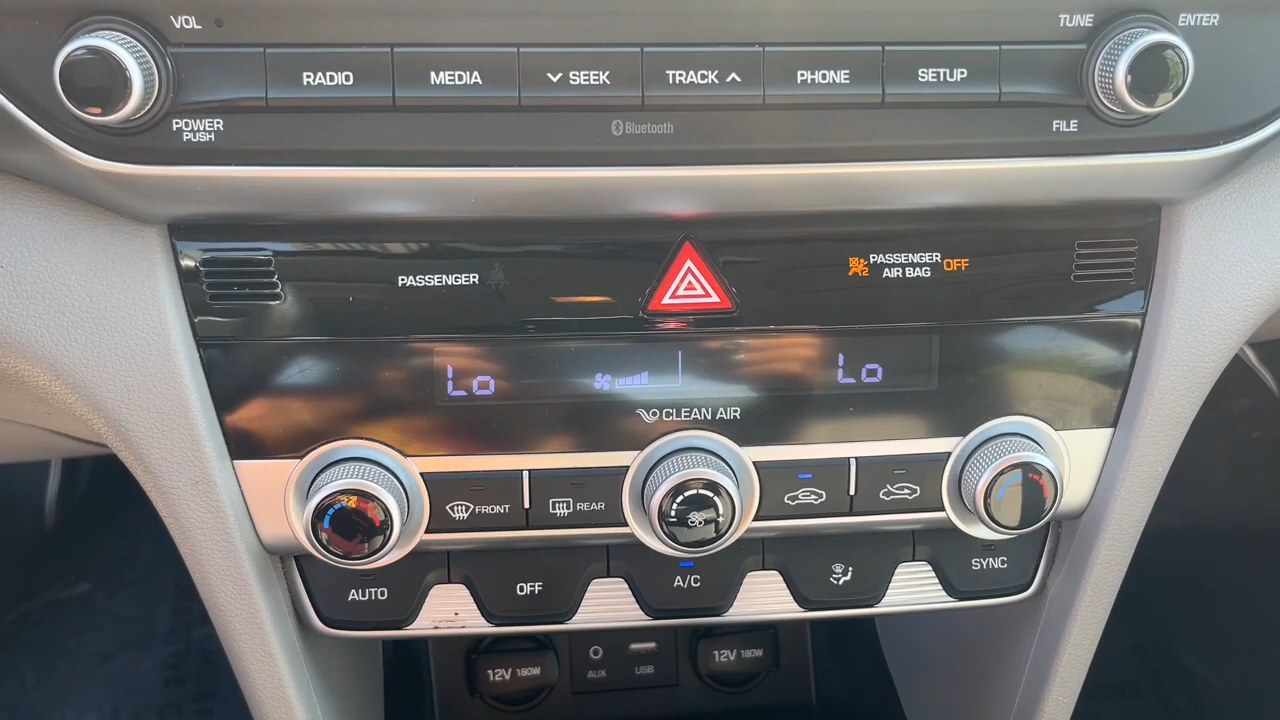 VOL
TUNE
ENTER
RADIO
MEDIA
SEEK
TRACK
PHONE
SETUP
POWER
PUSH
Bluetooth
FILE
PASSENGER
PASSENGER
AIR BAG OFF
2
Lo
Lo
CLEAN AIR
FRONT
REAR
AUTO
OFF
A/C
SYNC
12V 180W
AUX
USB
12V 180W